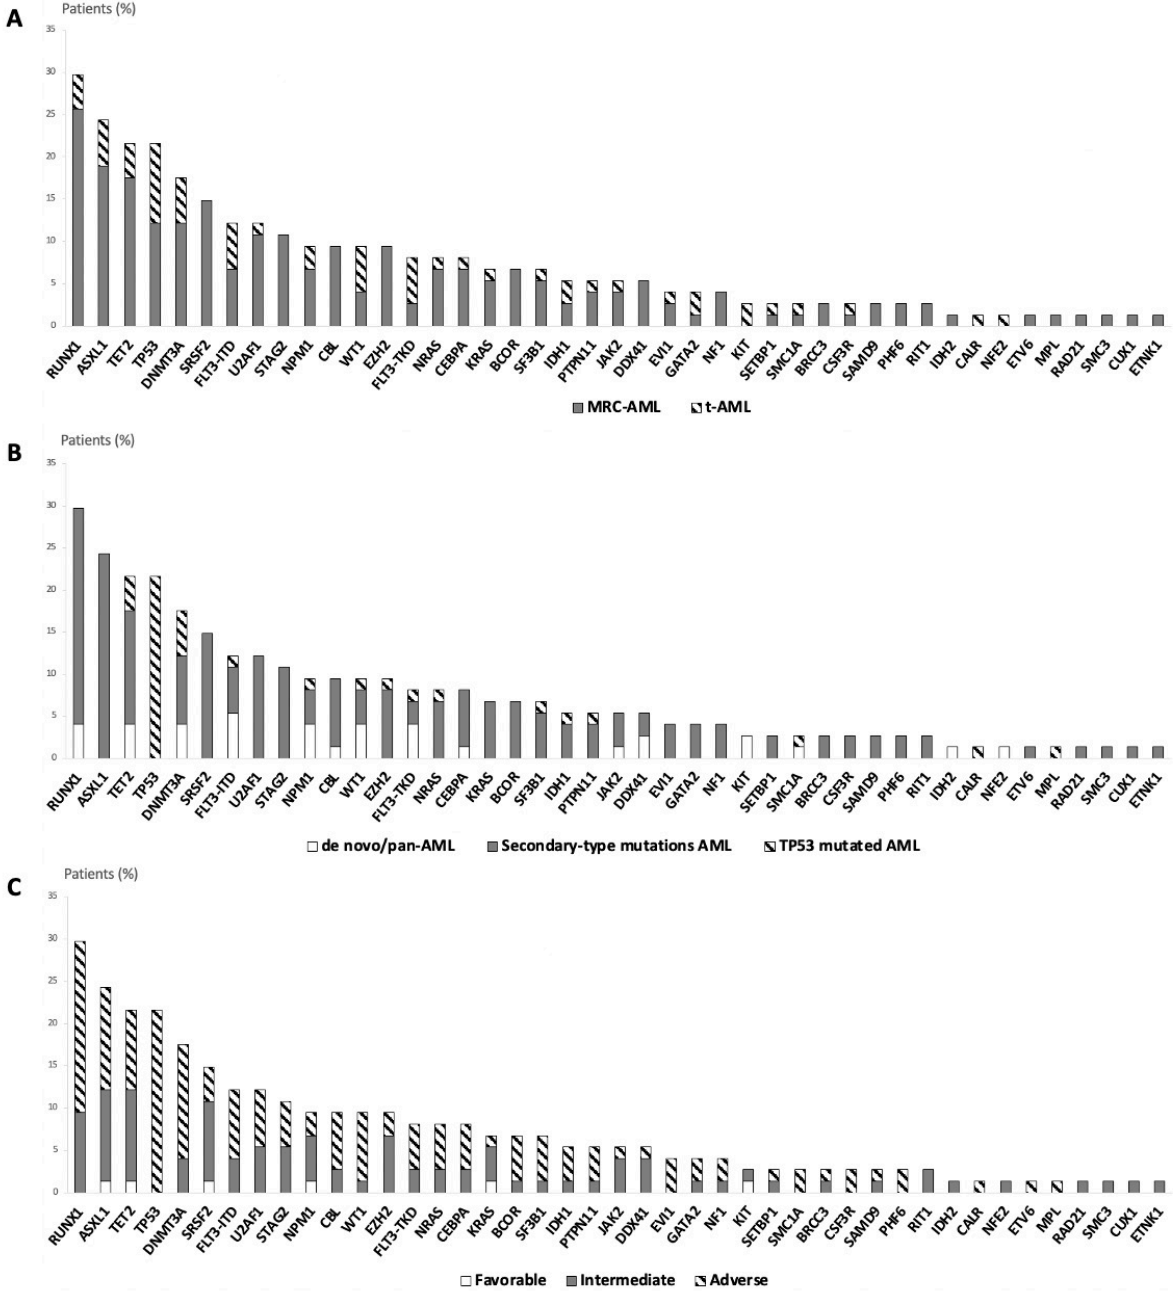 A
Patients (%)
35
30
25
20
15
10
5
0
RUNX1 ASXL1 TET2 TP53 DNMT3A SRSF2 FLT3-ITD U2AF1 STAG2 NPM1 CBL WT1 EZH2 FLT3-TKD NRAS CEBPA KRAS BCOR SF3B1 IDH1 PTPN11 JAK2 DDX41 EVI1 GATA2 NF1 KIT SETBP1 SMC1A BRCC3 CSF3R SAMD9 PHF6 RIT1 IDH2 CALR NFE2 ETV6 MPL RAD21 SMC3 CUX1 ETNK1
MRC-AML t-AML
B
Patients (%)
35
30
25
20
15
10
5
0
RUNX1 ASXL1 TET2 TP53 DNMT3A SRSF2 FLT3-ITD U2AF1 STAG2 NPM1 CBL WT1 EZH2 FLT3-TKD NRAS CEBPA KRAS BCOR SF3B1 IDH1 PTPN11 JAK2 DDX41 EVI1 GATA2 NF1 KIT SETBP1 SMC1A BRCC3 CSF3R SAMD9 PHF6 RIT1 IDH2 CALR NFE2 ETV6 MPL RAD21 SMC3 CUX1 ETNK1
de novo/pan-AML Secondary-type mutations AML TP53 mutated AML
C
Patients (%)
35
30
25
20
15
10
5
0
RUNX1 ASXL1 TET2 TP53 DNMT3A SRSF2 FLT3-ITD U2AF1 STAG2 NPM1 CBL WT1 EZH2 FLT3-TKD NRAS CEBPA KRAS BCOR SF3B1 IDH1 PTPN11 JAK2 DDX41 EVI1 GATA2 NF1 KIT SETBP1 SMC1A BRCC3 CSF3R SAMD9 PHF6 RIT1 IDH2 CALR NFE2 ETV6 MPL RAD21 SMC3 CUX1 ETNK1
Favorable Intermediate Adverse